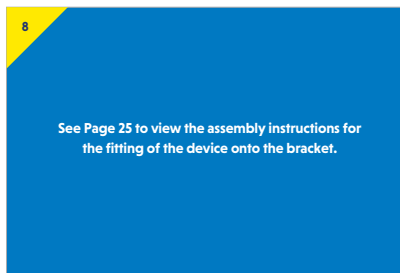 8
See Page 25 to view the assembly instructions for
the fitting of the device onto the bracket.